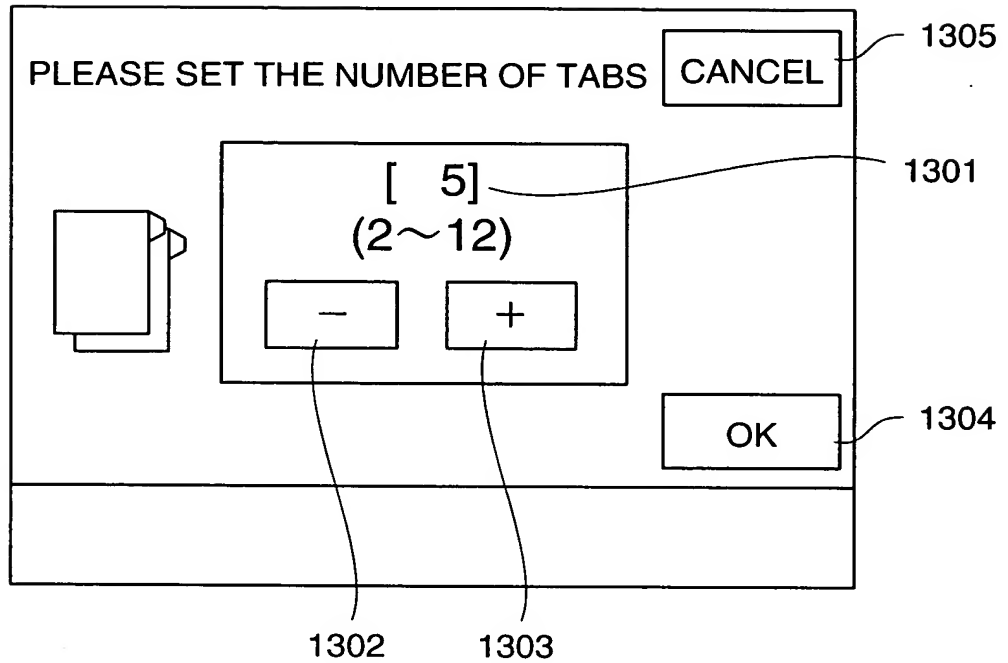 1305
PLEASE SET THE NUMBER OF TABS
CANCEL
[ 5]
1301
(2～12)
− +
OK
1304
1302 1303